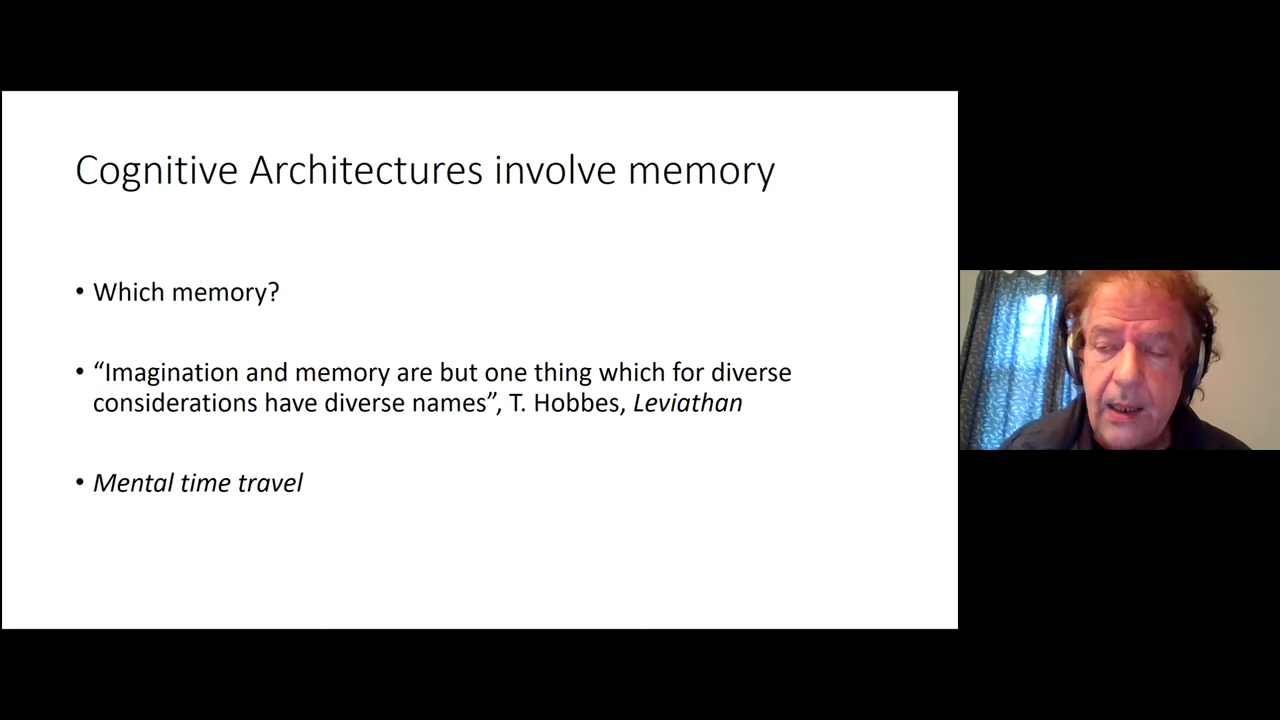 Cognitive Architectures involve memory
• Which memory?
• “Imagination and memory are but one thing which for diverse
considerations have diverse names”, T. Hobbes, Leviathan
• Mental time travel